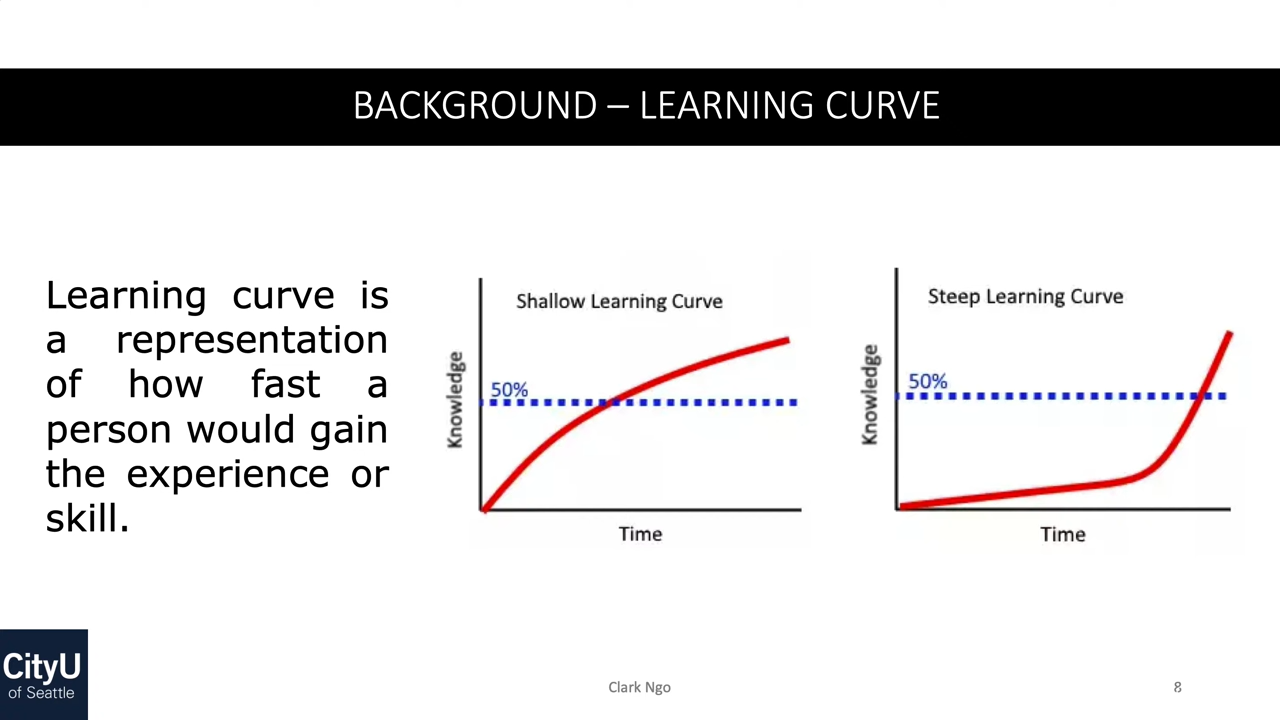 BACKGROUND – LEARNING CURVE
Learning curve is
a representation
of how fast a
person would gain
the experience or
skill.
Shallow Learning Curve
50%
Knowledge
Time
Steep Learning Curve
50%
Knowledge
Time
CityU
of Seattle
Clark Ngo
8